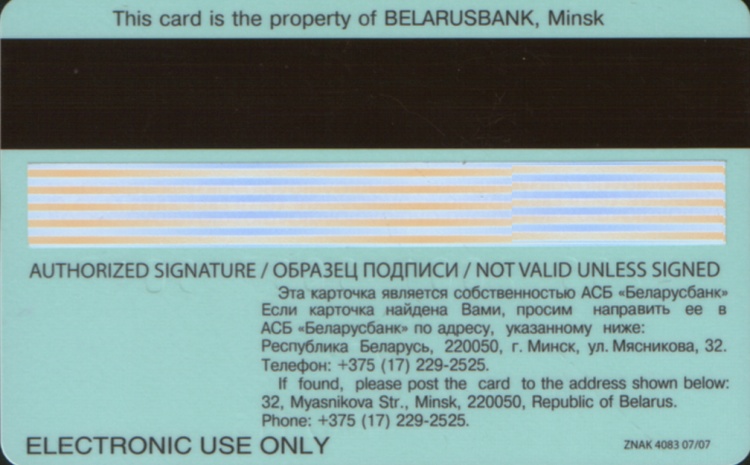 This card is the property of BELARUSBANK, Minsk
AUTHORIZED SIGNATURE / ОБРАЗЕЦ ПОДПИСИ / NOT VALID UNLESS SIGNED
Эта карточка является собственностью АСБ «Беларусбанк»
Если карточка найдена Вами, просим направить ее в
АСБ «Беларусбанк» по адресу, указанному ниже:
Республика Беларусь, 220050, г. Минск, ул. Мясникова, 32.
Телефон: +375 (17) 229-2525.
If found, please post the card to the address shown below:
32, Myasnikova Str., Minsk, 220050, Republic of Belarus.
Phone: +375 (17) 229-2525.
ELECTRONIC USE ONLY
ZNAK 4083 07/07